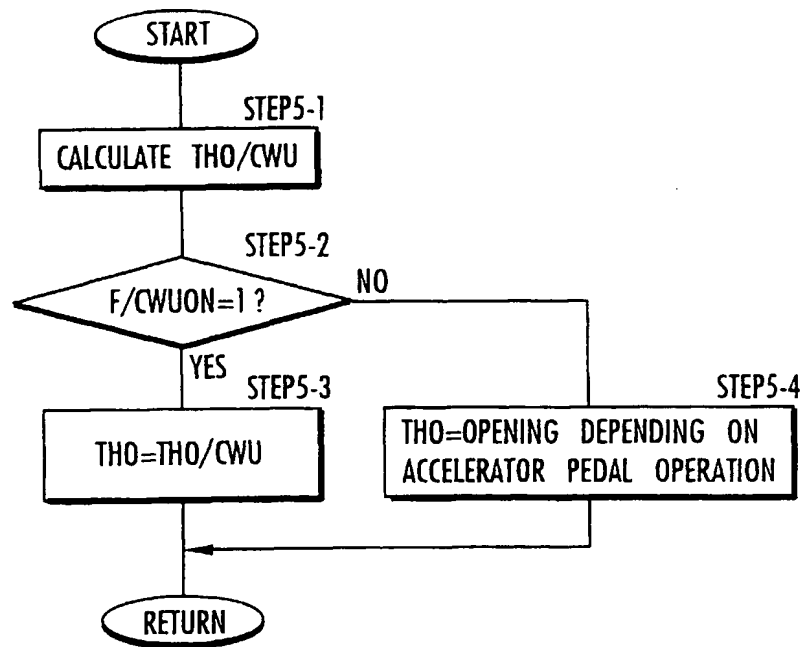 START
STEP5-1
CALCULATE THO/CWU
STEP5-2
F/CWUON=1 ?
NO
YES
STEP5-3
THO=THO/CWU
STEP5-4
THO=OPENING DEPENDING ON
ACCELERATOR PEDAL OPERATION
RETURN